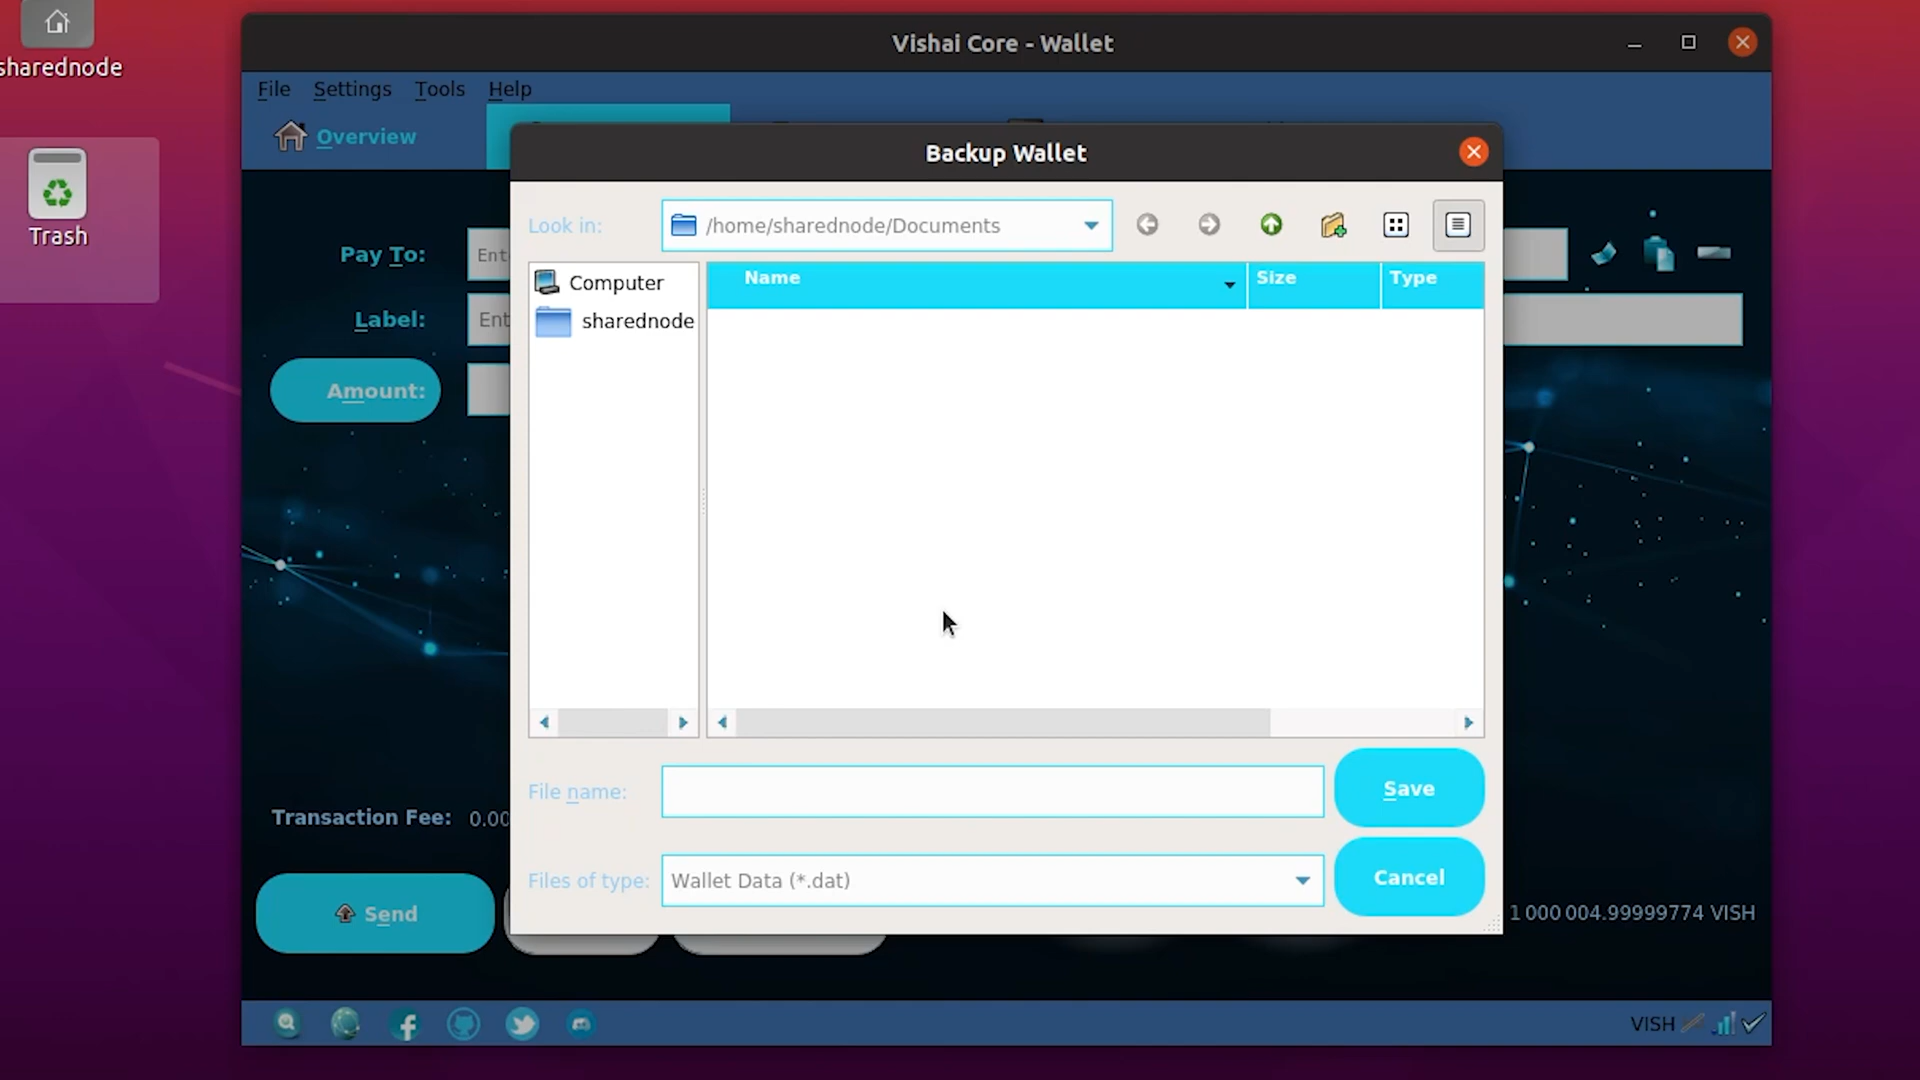 sharednode
Trash
Vishai Core - Wallet
File Settings Tools Help
Overview
Backup Wallet
Look in: /home/sharednode/Documents
Pay To:
Label:
Amount:
Computer
sharednode
Name Size Type
File name:
Save
Files of type: Wallet Data (*.dat)
Cancel
Transaction Fee: 0.00
Send
1 000 004.99999774 VISH
VISH